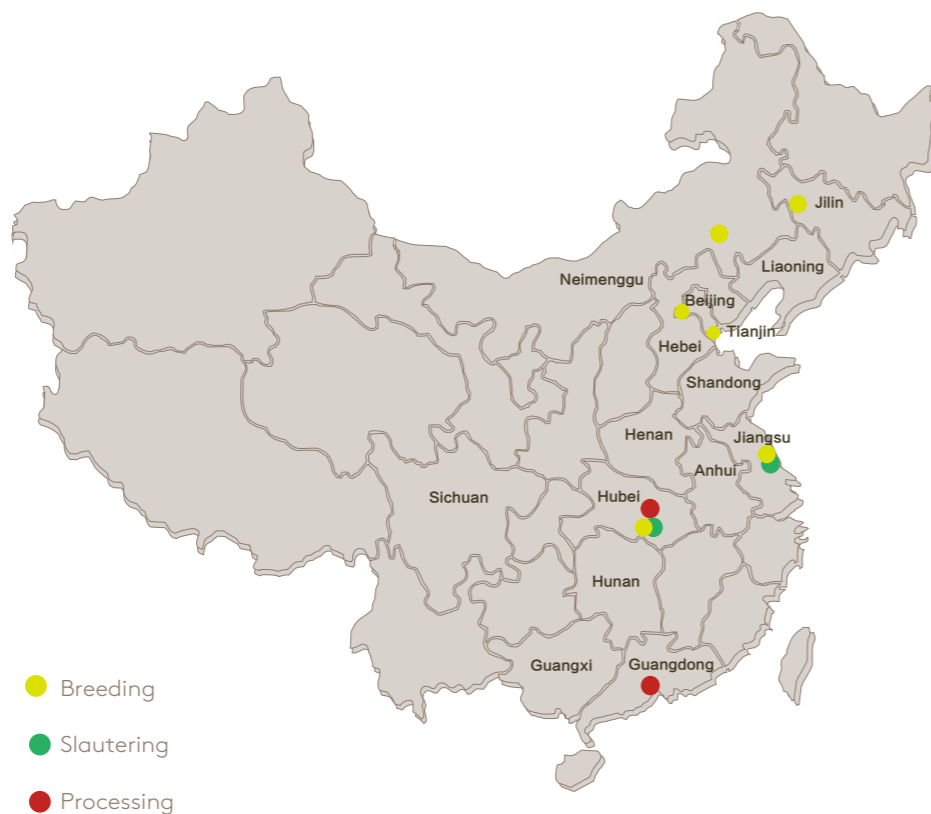 Jilin
Liaoning
Neimenggu
Beijing
Tianjin
Hebei
Shandong
Henan
Jiangsu
Anhui
Sichuan
Hubei
Hunan
Guangxi
Guangdong
Breeding
Slautering
Processing